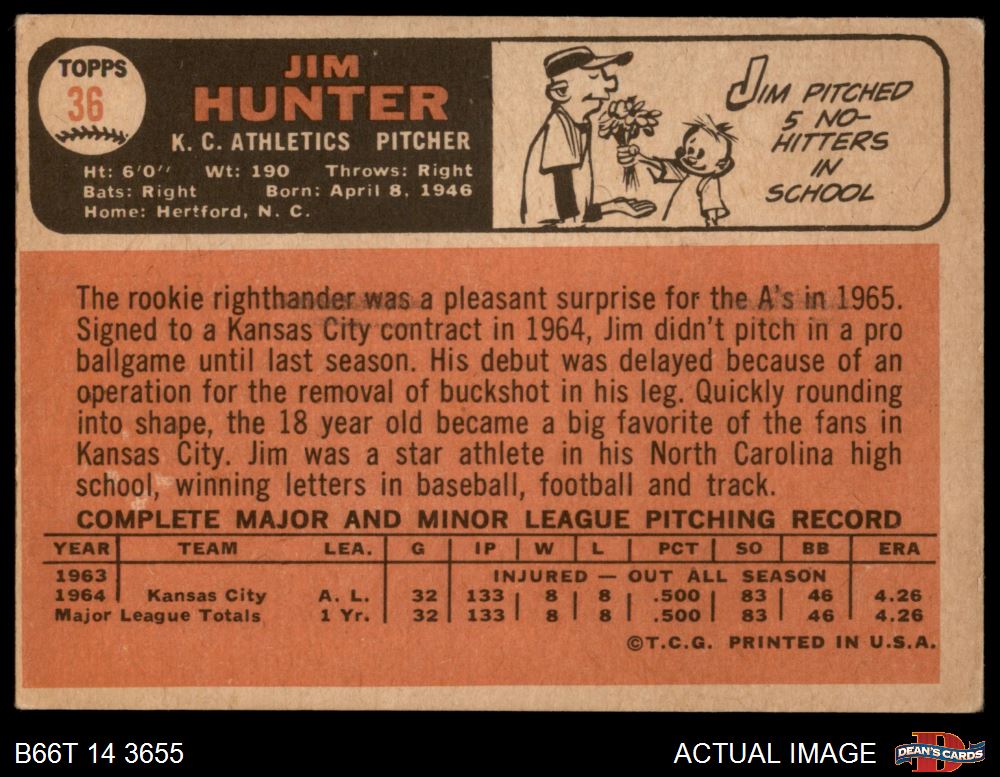 TOPPS
36
JIM
HUNTER
K. C. ATHLETICS PITCHER
Ht: 6'0" Wt: 190 Throws: Right
Bats: Right Born: April 8, 1946
Home: Hertford, N. C.
JIM PITCHED
5 NO-
HITTERS
IN
SCHOOL
The rookie righthander was a pleasant surprise for the A's in 1965.
Signed to a Kansas City contract in 1964, Jim didn't pitch in a pro
ballgame until last season. His debut was delayed because of an
operation for the removal of buckshot in his leg. Quickly rounding
into shape, the 18 year old became a big favorite of the fans in
Kansas City. Jim was a star athlete in his North Carolina high
school, winning letters in baseball, football and track.
COMPLETE MAJOR AND MINOR LEAGUE PITCHING RECORD
YEAR TEAM LEA. G IP W L PCT SO BB ERA
1963 INJURED — OUT ALL SEASON
1964 Kansas City A. L. 32 133 8 8 .500 83 46 4.26
Major League Totals 1 Yr. 32 133 8 8 .500 83 46 4.26
©T.C.G. PRINTED IN U.S.A.
B66T 14 3655
ACTUAL IMAGE
D
DEAN'S CARDS